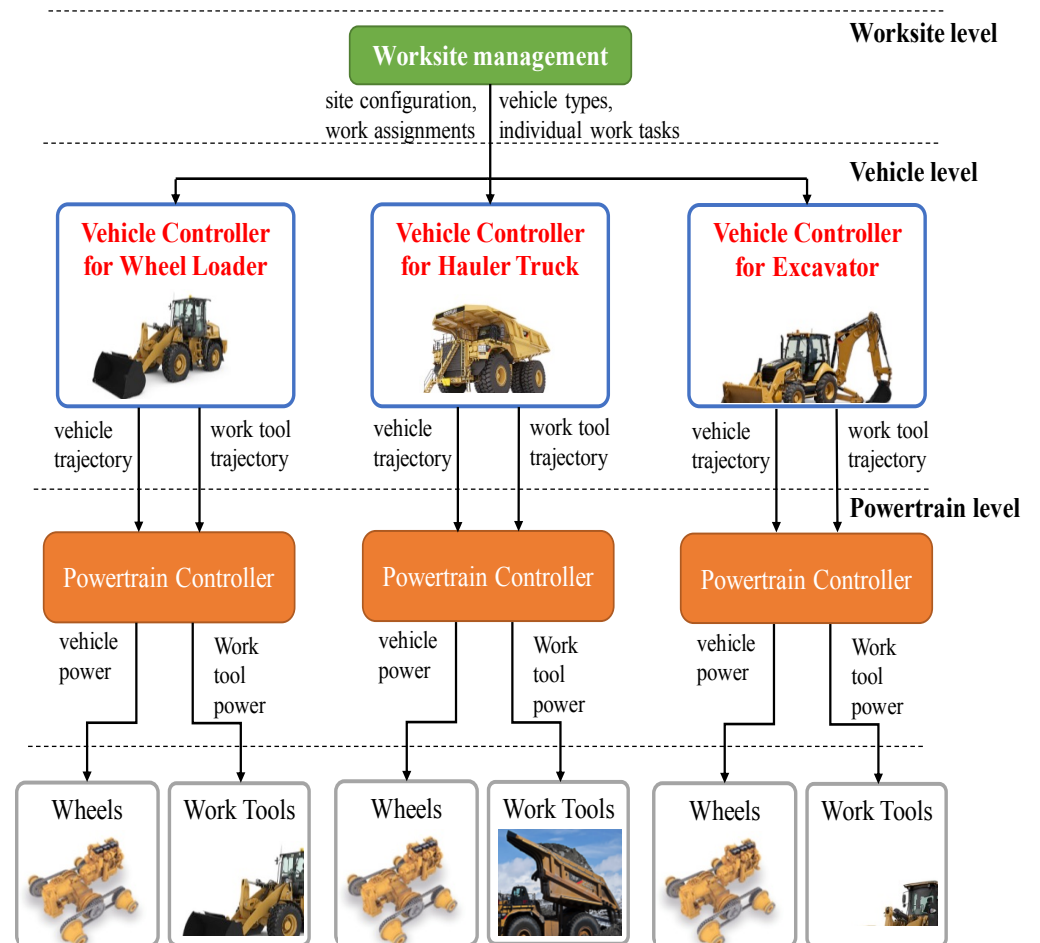 Worksite level
Worksite management
site configuration,
work assignments
vehicle types,
individual work tasks
Vehicle level
Vehicle Controller
for Wheel Loader
Vehicle Controller
for Hauler Truck
Vehicle Controller
for Excavator
vehicle
trajectory
work tool
trajectory
vehicle
trajectory
work tool
trajectory
vehicle
trajectory
work tool
trajectory
Powertrain level
Powertrain Controller
Powertrain Controller
Powertrain Controller
vehicle
power
Work
tool
power
vehicle
power
Work
tool
power
vehicle
power
Work
tool
power
Wheels
Work Tools
Wheels
Work Tools
Wheels
Work Tools